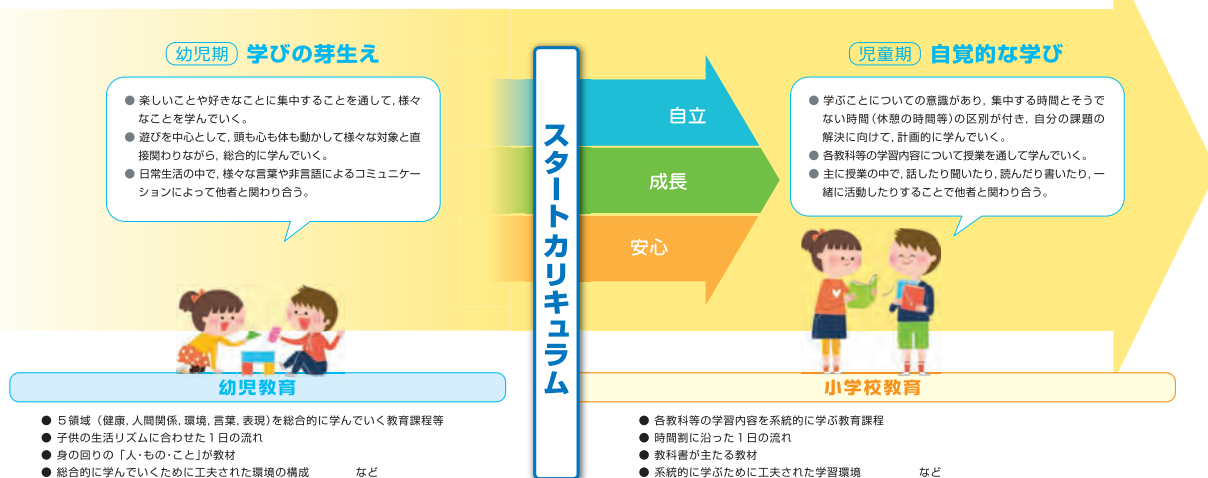 幼児期 学びの芽生え
● 楽しいことや好きなことに集中することを通して,様々
なことを学んでいく。
● 遊びを中心として,頭も心も体も動かして様々な対象と直
接関わりながら,総合的に学んでいく。
● 日常生活の中で,様々な言葉や非言語によるコミュニケー
ションによって他者と関わり合う。
スタートカリキュラム
自立
成長
安心
児童期 自覚的な学び
● 学ぶことについての意識があり,集中する時間とそうで
ない時間(休憩の時間等)の区別が付き,自分の課題の
解決に向けて,計画的に学んでいく。
● 各教科等の学習内容について授業を通して学んでいく。
● 主に授業の中で,話したり聞いたり,読んだり書いたり,一
緒に活動したりすることで他者と関わり合う。
幼児教育
● 5領域(健康,人間関係,環境,言葉,表現)を総合的に学んでいく教育課程等
● 子供の生活リズムに合わせた1日の流れ
● 身の回りの「人・もの・こと」が教材
● 総合的に学んでいくために工夫された環境の構成 など
小学校教育
● 各教科等の学習内容を系統的に学ぶ教育課程
● 時間割に沿った1日の流れ
● 教科書が主たる教材
● 系統的に学ぶために工夫された学習環境 など